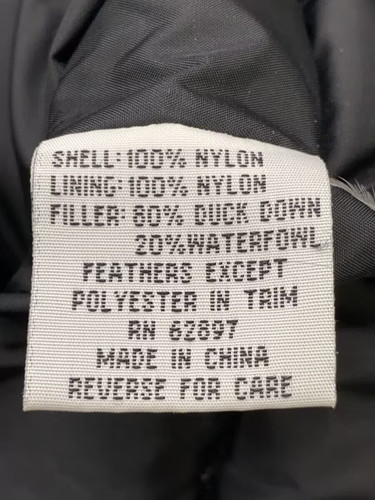 SHELL: 100% NYLON
LINING: 100% NYLON
FILLER: 80% DUCK DOWN
20% WATERFOWL
FEATHERS EXCEPT
POLYESTER IN TRIM
RN 62897
MADE IN CHINA
REVERSE FOR CARE